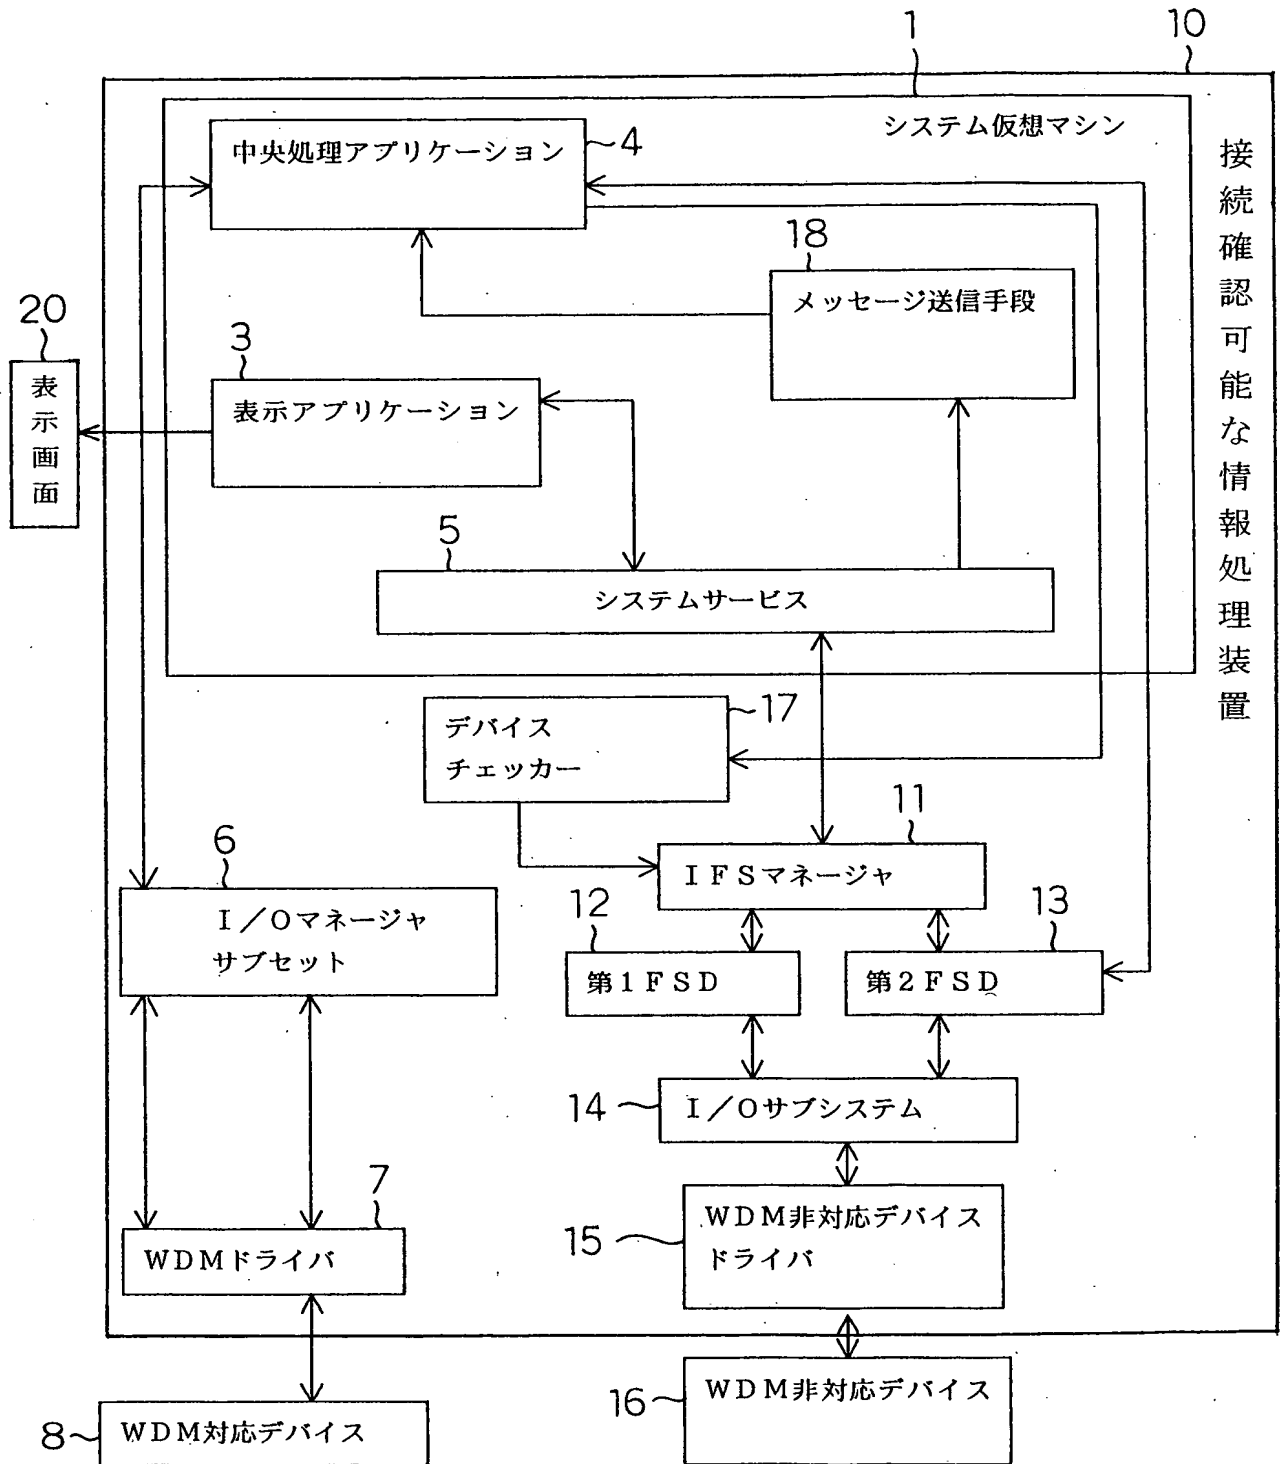 1
10
システム仮想マシン
中央処理アプリケーション
4
接続確認可能な情報処理装置
18
メッセージ送信手段
20
表示画面
3
表示アプリケーション
5
システムサービス
17
デバイス
チェッカー
11
IFSマネージャ
6
I/Oマネージャ
サブセット
12
第1FSD
13
第2FSD
14
I/Oサブシステム
7
WDMドライバ
15
WDM非対応デバイス
ドライバ
16
WDM非対応デバイス
8
WDM対応デバイス